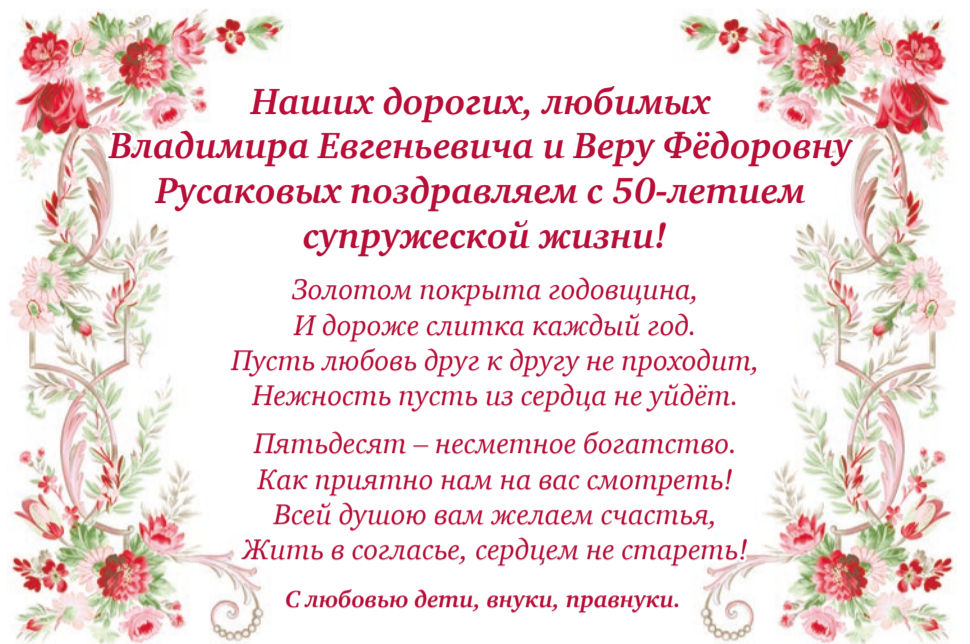 Наших дорогих, любимых
Владимира Евгеньевича и Веру Фёдоровну
Русаковых поздравляем с 50-летием
супружеской жизни!
Золотом покрыта годовщина,
И дороже слитка каждый год.
Пусть любовь друг к другу не проходит,
Нежность пусть из сердца не уйдёт.
Пятьдесят – несметное богатство.
Как приятно нам на вас смотреть!
Всей душою вам желаем счастья,
Жить в согласье, сердцем не стареть!
С любовью дети, внуки, правнуки.